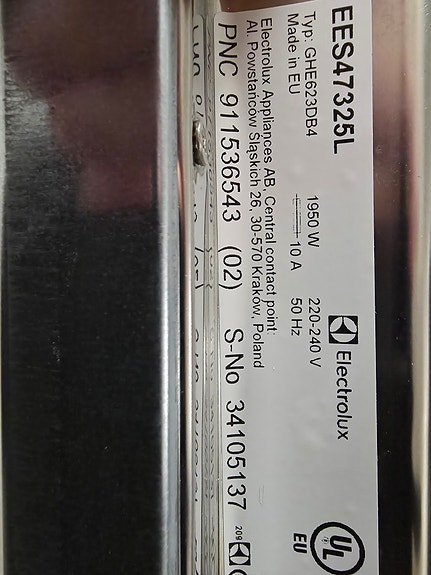 EES47325L
Electrolux
Typ: GHE623DB4 1950 W 220-240 V
Made in EU 10 A 50 Hz
Electrolux Appliances AB, Central contact point:
Al. Powstańców Śląskich 26, 30-570 Kraków, Poland
PNC 911536543 (02) S-No 34105137
209
UL
EU